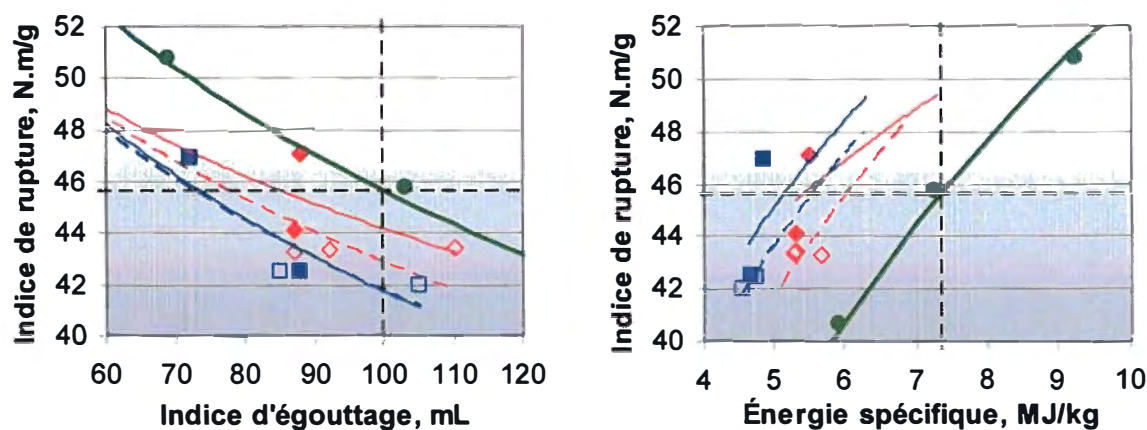 52
50
48
46
44
42
40
Indice de rupture, N.m/g
60 70 80 90 100 110 120
Indice d'égouttage, mL
52
50
48
46
44
42
40
Indice de rupture, N.m/g
4 5 6 7 8 9 10
Énergie spécifique, MJ/kg